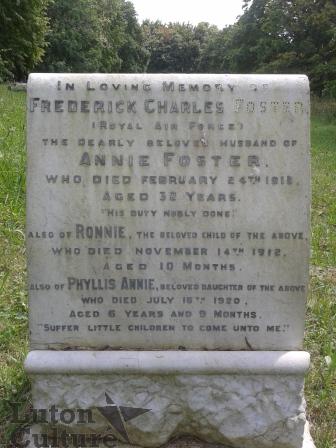 In Loving Memory of
Frederick Charles Foster
(Royal Air Force)
The dearly beloved husband of
Annie Foster.
Who died February 24th 1919.
Aged 32 years.
"His duty nobly done."
Also of Ronnie, the beloved child of the above,
Who died November 14th 1912,
Aged 10 months.
Also of Phyllis Annie, beloved daughter of the above
Who died July 16th 1920,
Aged 6 years and 9 months.
"Suffer little children to come unto me."
Luton
Culture